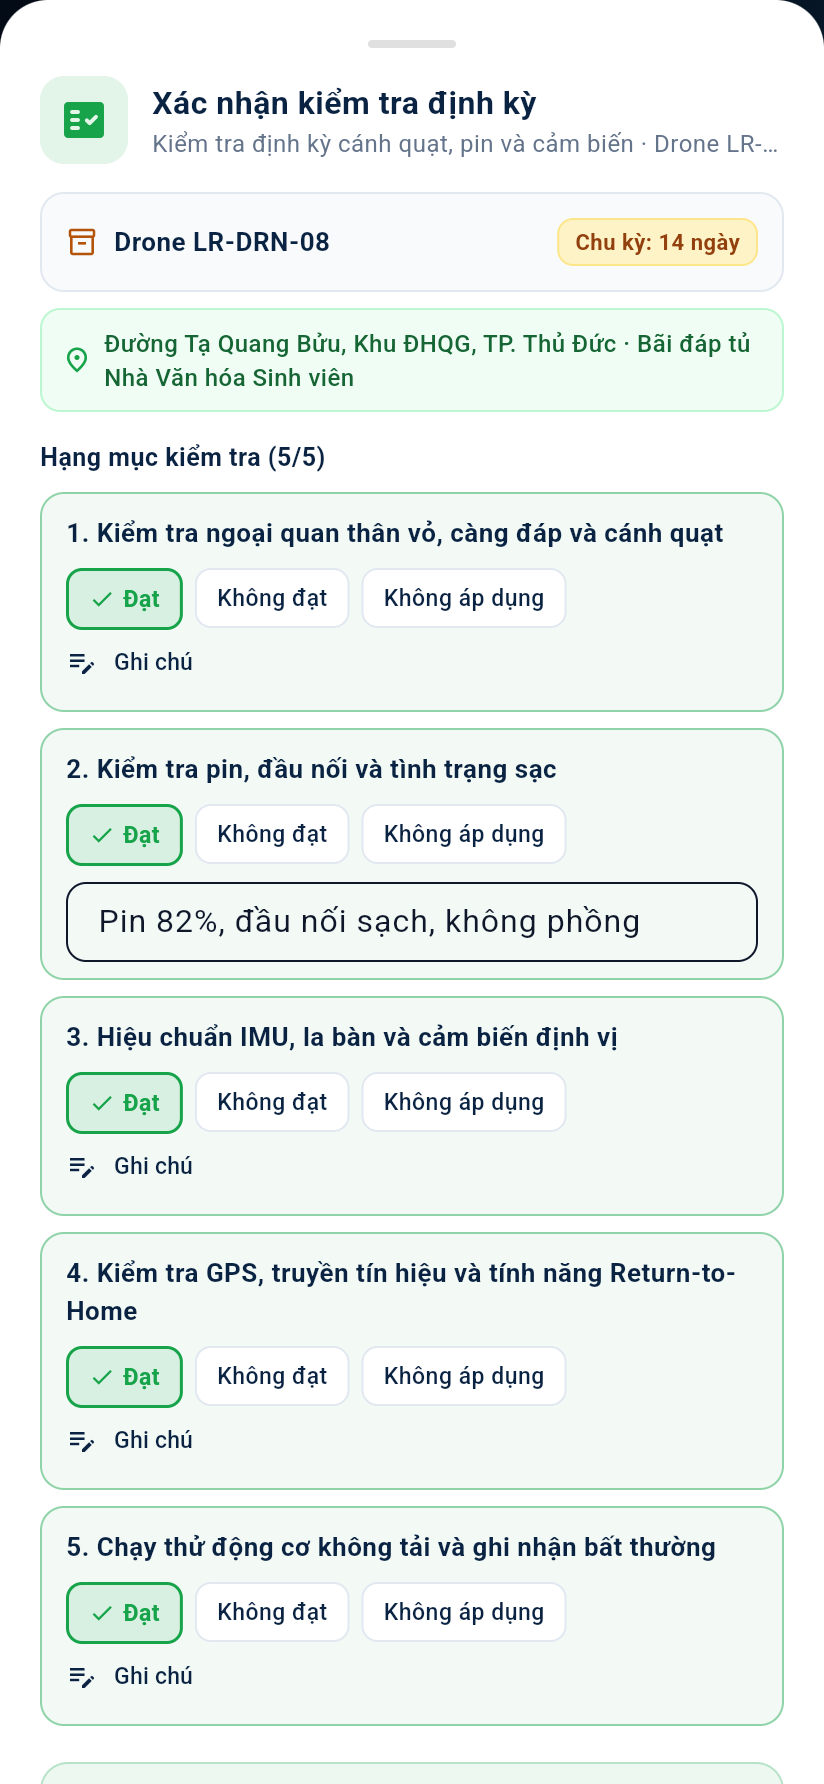 Xác nhận kiểm tra định kỳ
Kiểm tra định kỳ cánh quạt, pin và cảm biến · Drone LR-...
Drone LR-DRN-08
Chu kỳ: 14 ngày
Đường Tạ Quang Bửu, Khu ĐHQG, TP. Thủ Đức · Bãi đáp tủ
Nhà Văn hóa Sinh viên
Hạng mục kiểm tra (5/5)
1. Kiểm tra ngoại quan thân vỏ, càng đáp và cánh quạt
Đạt Không đạt Không áp dụng
Ghi chú
2. Kiểm tra pin, đầu nối và tình trạng sạc
Đạt Không đạt Không áp dụng
Pin 82%, đầu nối sạch, không phồng
3. Hiệu chuẩn IMU, la bàn và cảm biến định vị
Đạt Không đạt Không áp dụng
Ghi chú
4. Kiểm tra GPS, truyền tín hiệu và tính năng Return-to-
Home
Đạt Không đạt Không áp dụng
Ghi chú
5. Chạy thử động cơ không tải và ghi nhận bất thường
Đạt Không đạt Không áp dụng
Ghi chú